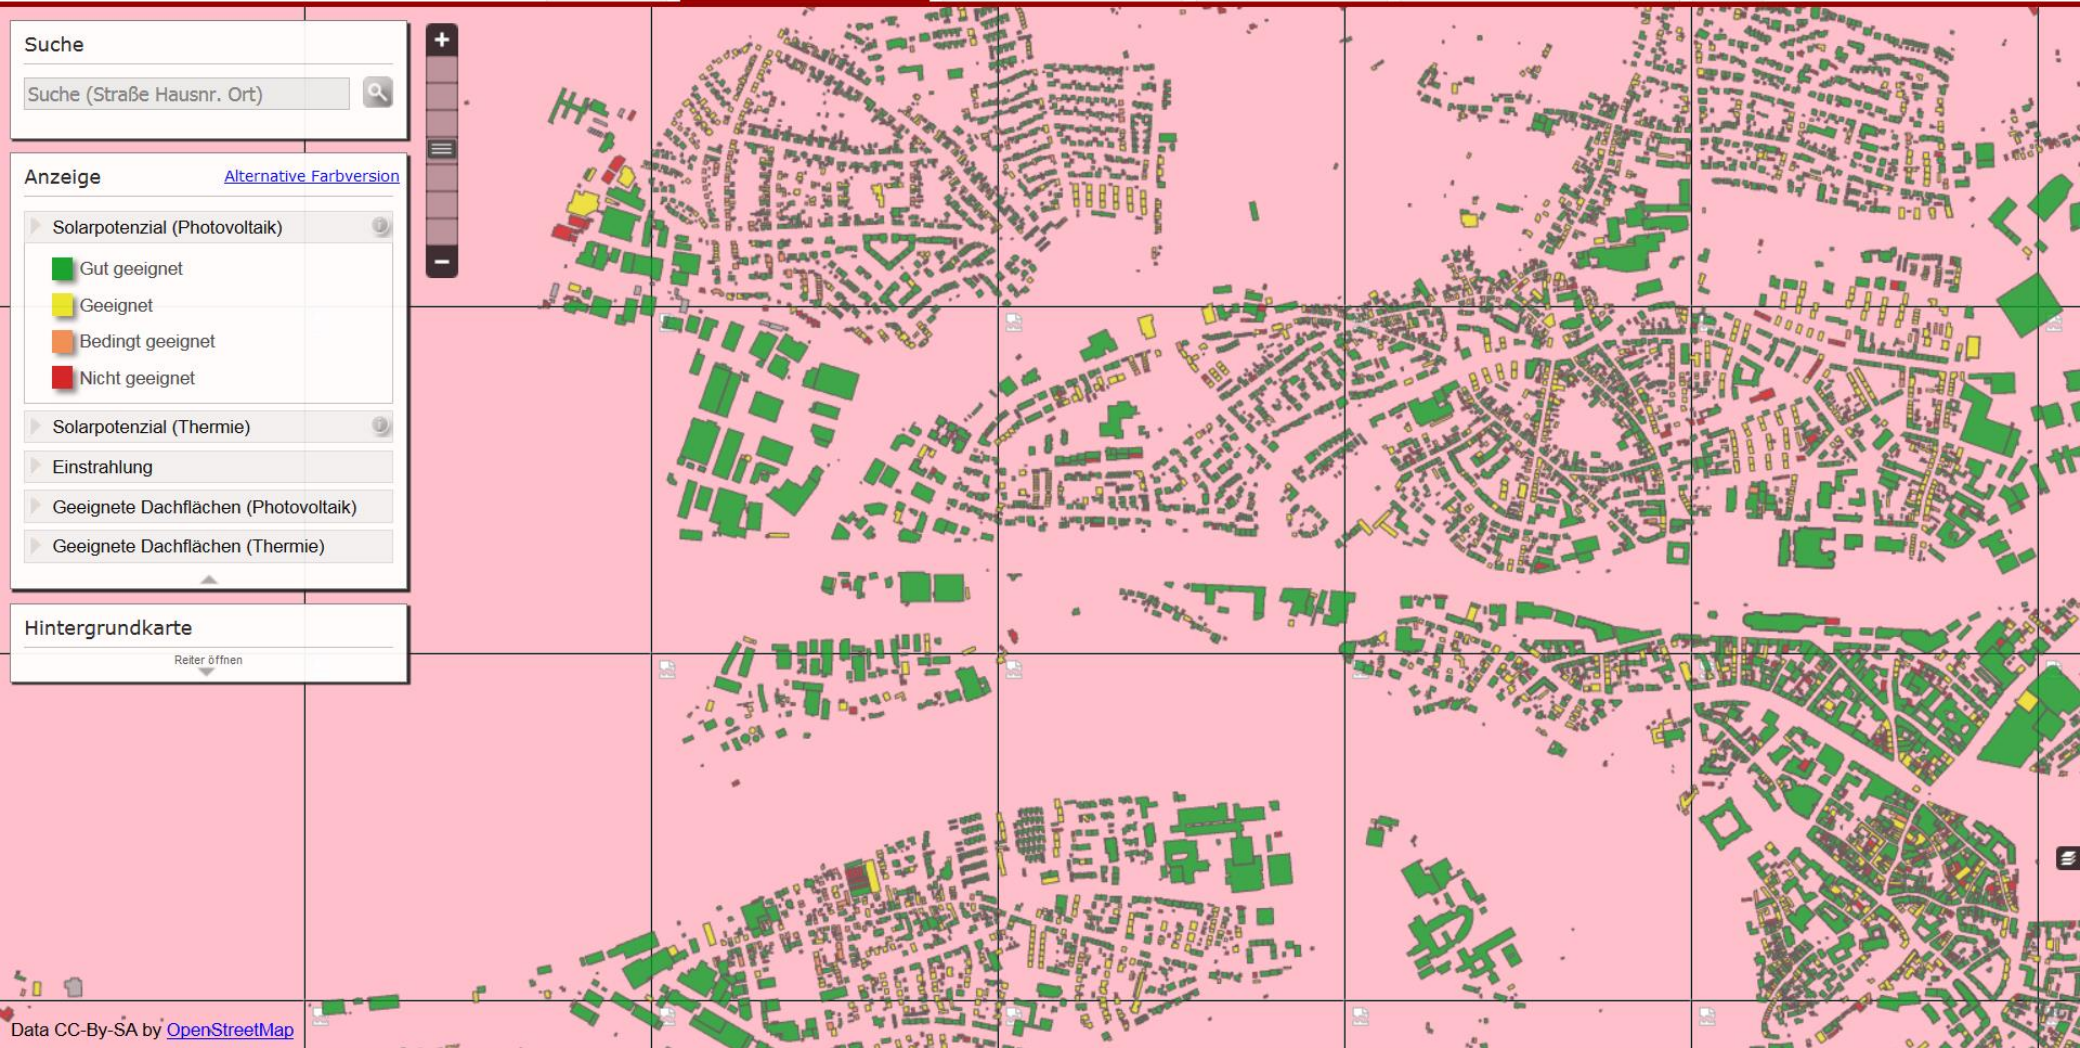 Suche
Suche (Straße Hausnr. Ort)
Anzeige
Alternative Farbversion
Solarpotenzial (Photovoltaik)
Gut geeignet
Geeignet
Bedingt geeignet
Nicht geeignet
Solarpotenzial (Thermie)
Einstrahlung
Geeignete Dachflächen (Photovoltaik)
Geeignete Dachflächen (Thermie)
Hintergrundkarte
Reiter öffnen
Data CC-By-SA by OpenStreetMap